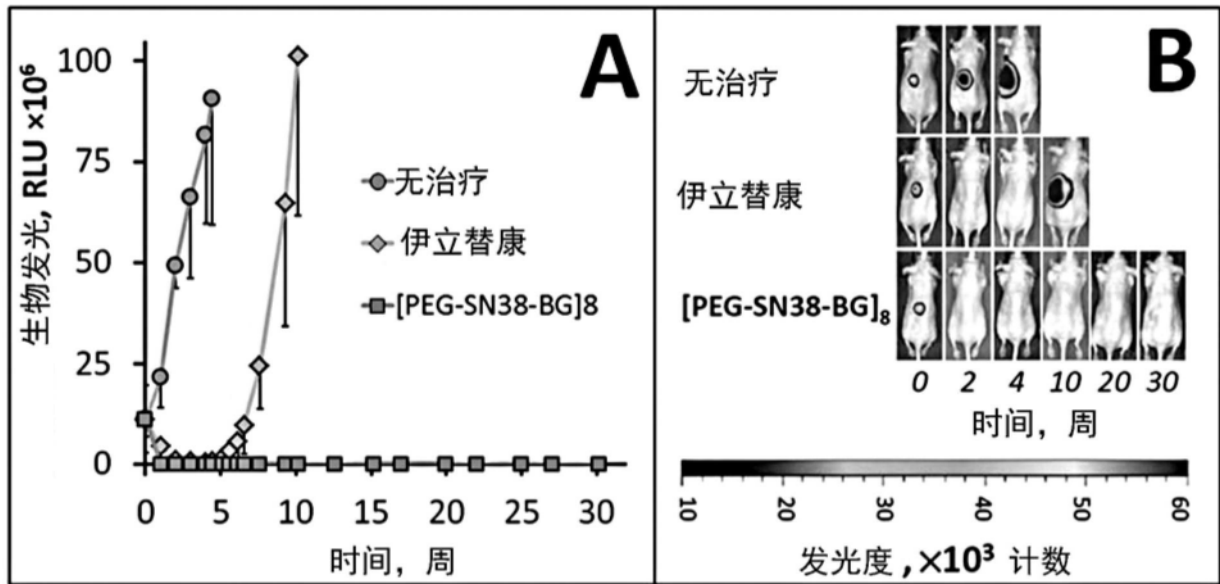 A
生物发光, RLU ×10⁶
100
75
50
25
0
0 5 10 15 20 25 30
时间，周
无治疗
伊立替康
[PEG-SN38-BG]8
B
无治疗
伊立替康
[PEG-SN38-BG]₈
0 2 4 10 20 30
时间，周
10 20 30 40 50 60
发光度 , ×10³ 计数